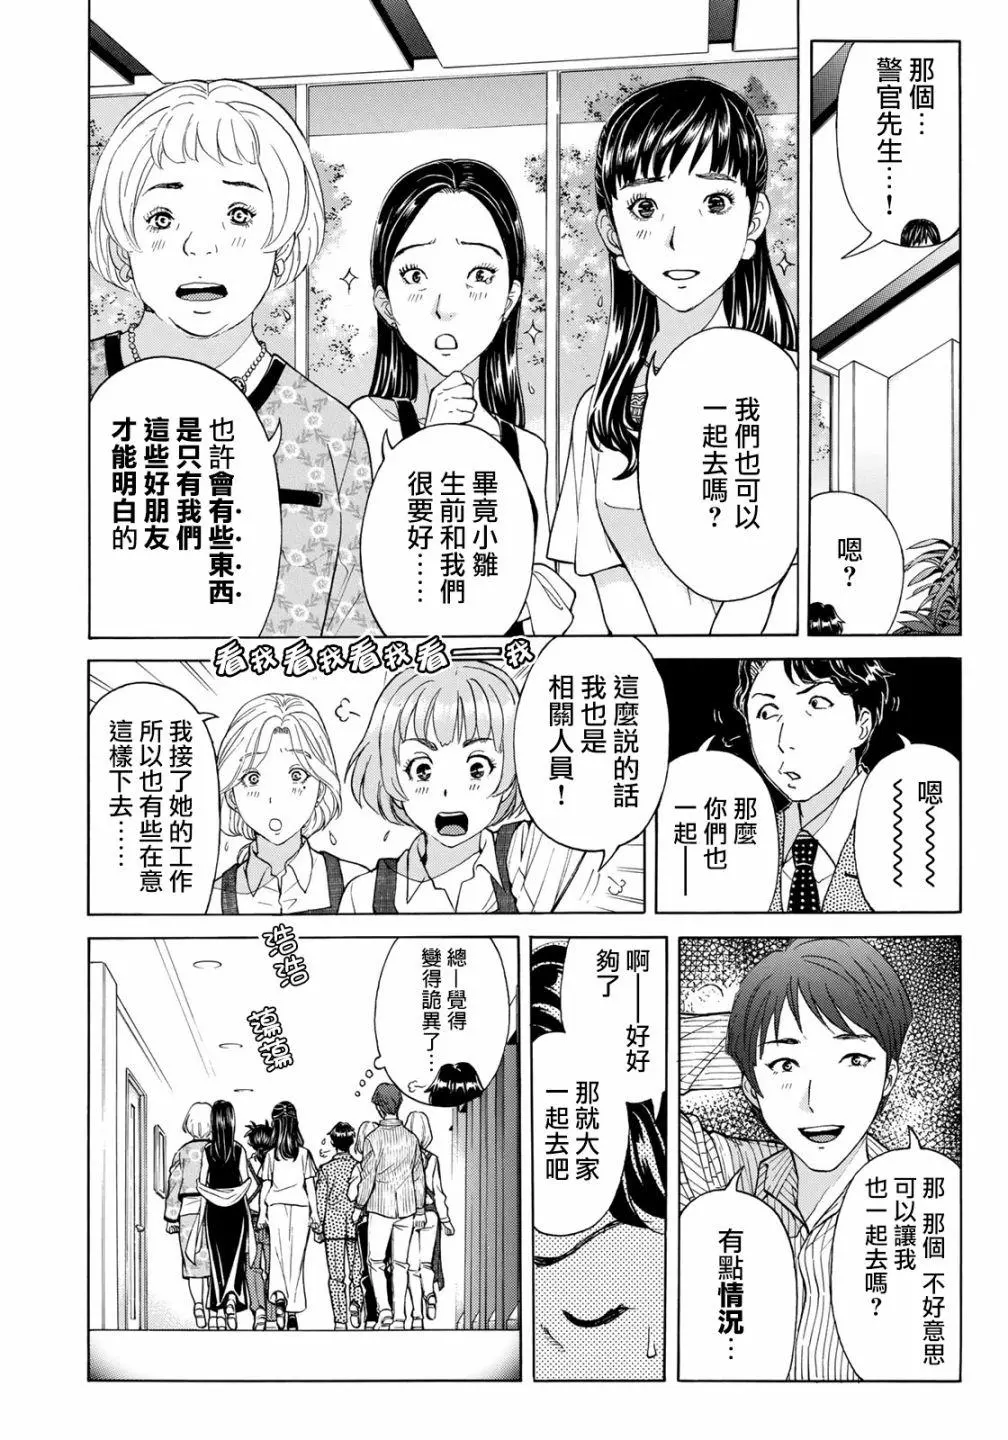 那個…
警官先生…！
嗯？
我們也可以
一起去嗎？
畢竟小雛
生前和我們
很要好……
也許會有些東西
是只有我們
這些好朋友
才能明白的
嗯
那麼
你們也
一起——
這麼説的話
我也是
相關人員！
看我看我看我看——我
我接了她的工作
所以也有些在意
這樣下去……
那 那個 不好意思
可以讓我
也一起去嗎？
有點情況…
啊——好好
夠了
那就大家
一起去吧
總—覺得
變得詭異了…
浩浩
蕩蕩